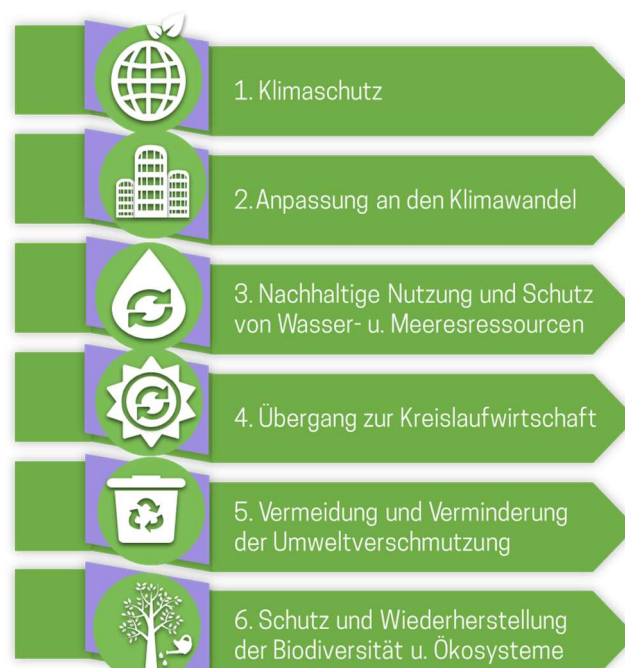 1. Klimaschutz
2. Anpassung an den Klimawandel
3. Nachhaltige Nutzung und Schutz
von Wasser- u. Meeresressourcen
4. Übergang zur Kreislaufwirtschaft
5. Vermeidung und Verminderung
der Umweltverschmutzung
6. Schutz und Wiederherstellung
der Biodiversität u. Ökosysteme